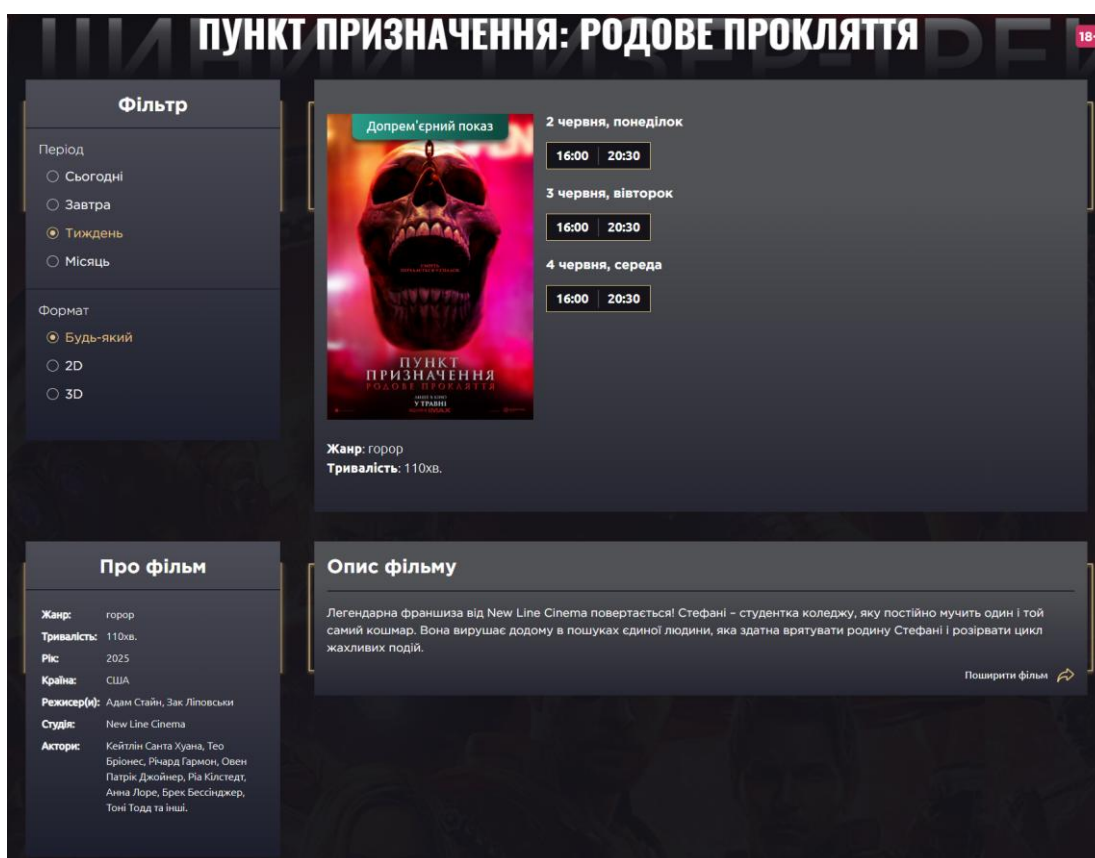 ПУНКТ ПРИЗНАЧЕННЯ: РОДОВЕ ПРОКЛЯТТЯ
18+
Фільтр
Період
Сьогодні
Завтра
Тиждень
Місяць
Формат
Будь-який
2D
3D
Допрем'єрний показ
ПУНКТ
ПРИЗНАЧЕННЯ
РОДОВЕ ПРОКЛЯТТЯ
У ТРАВНІ
IMAX
2 червня, понеділок
16:00 20:30
3 червня, вівторок
16:00 20:30
4 червня, середа
16:00 20:30
Жанр: горор
Тривалість: 110хв.
Про фільм
Жанр: горор
Тривалість: 110хв.
Рік: 2025
Країна: США
Режисер(и): Адам Стайн, Зак Ліповськи
Студія: New Line Cinema
Актори: Кейтлін Санта Хуана, Тео
Бріонес, Річард Гармон, Овен
Патрік Джойнер, Ріа Кілстедт,
Анна Лоре, Брек Бессінджер,
Тоні Тодд та інші.
Опис фільму
Легендарна франшиза від New Line Cinema повертається! Стефані – студентка коледжу, яку постійно мучить один і той
самий кошмар. Вона вирушає додому в пошуках єдиної людини, яка здатна врятувати родину Стефані і розірвати цикл
жахливих подій.
Поширити фільм